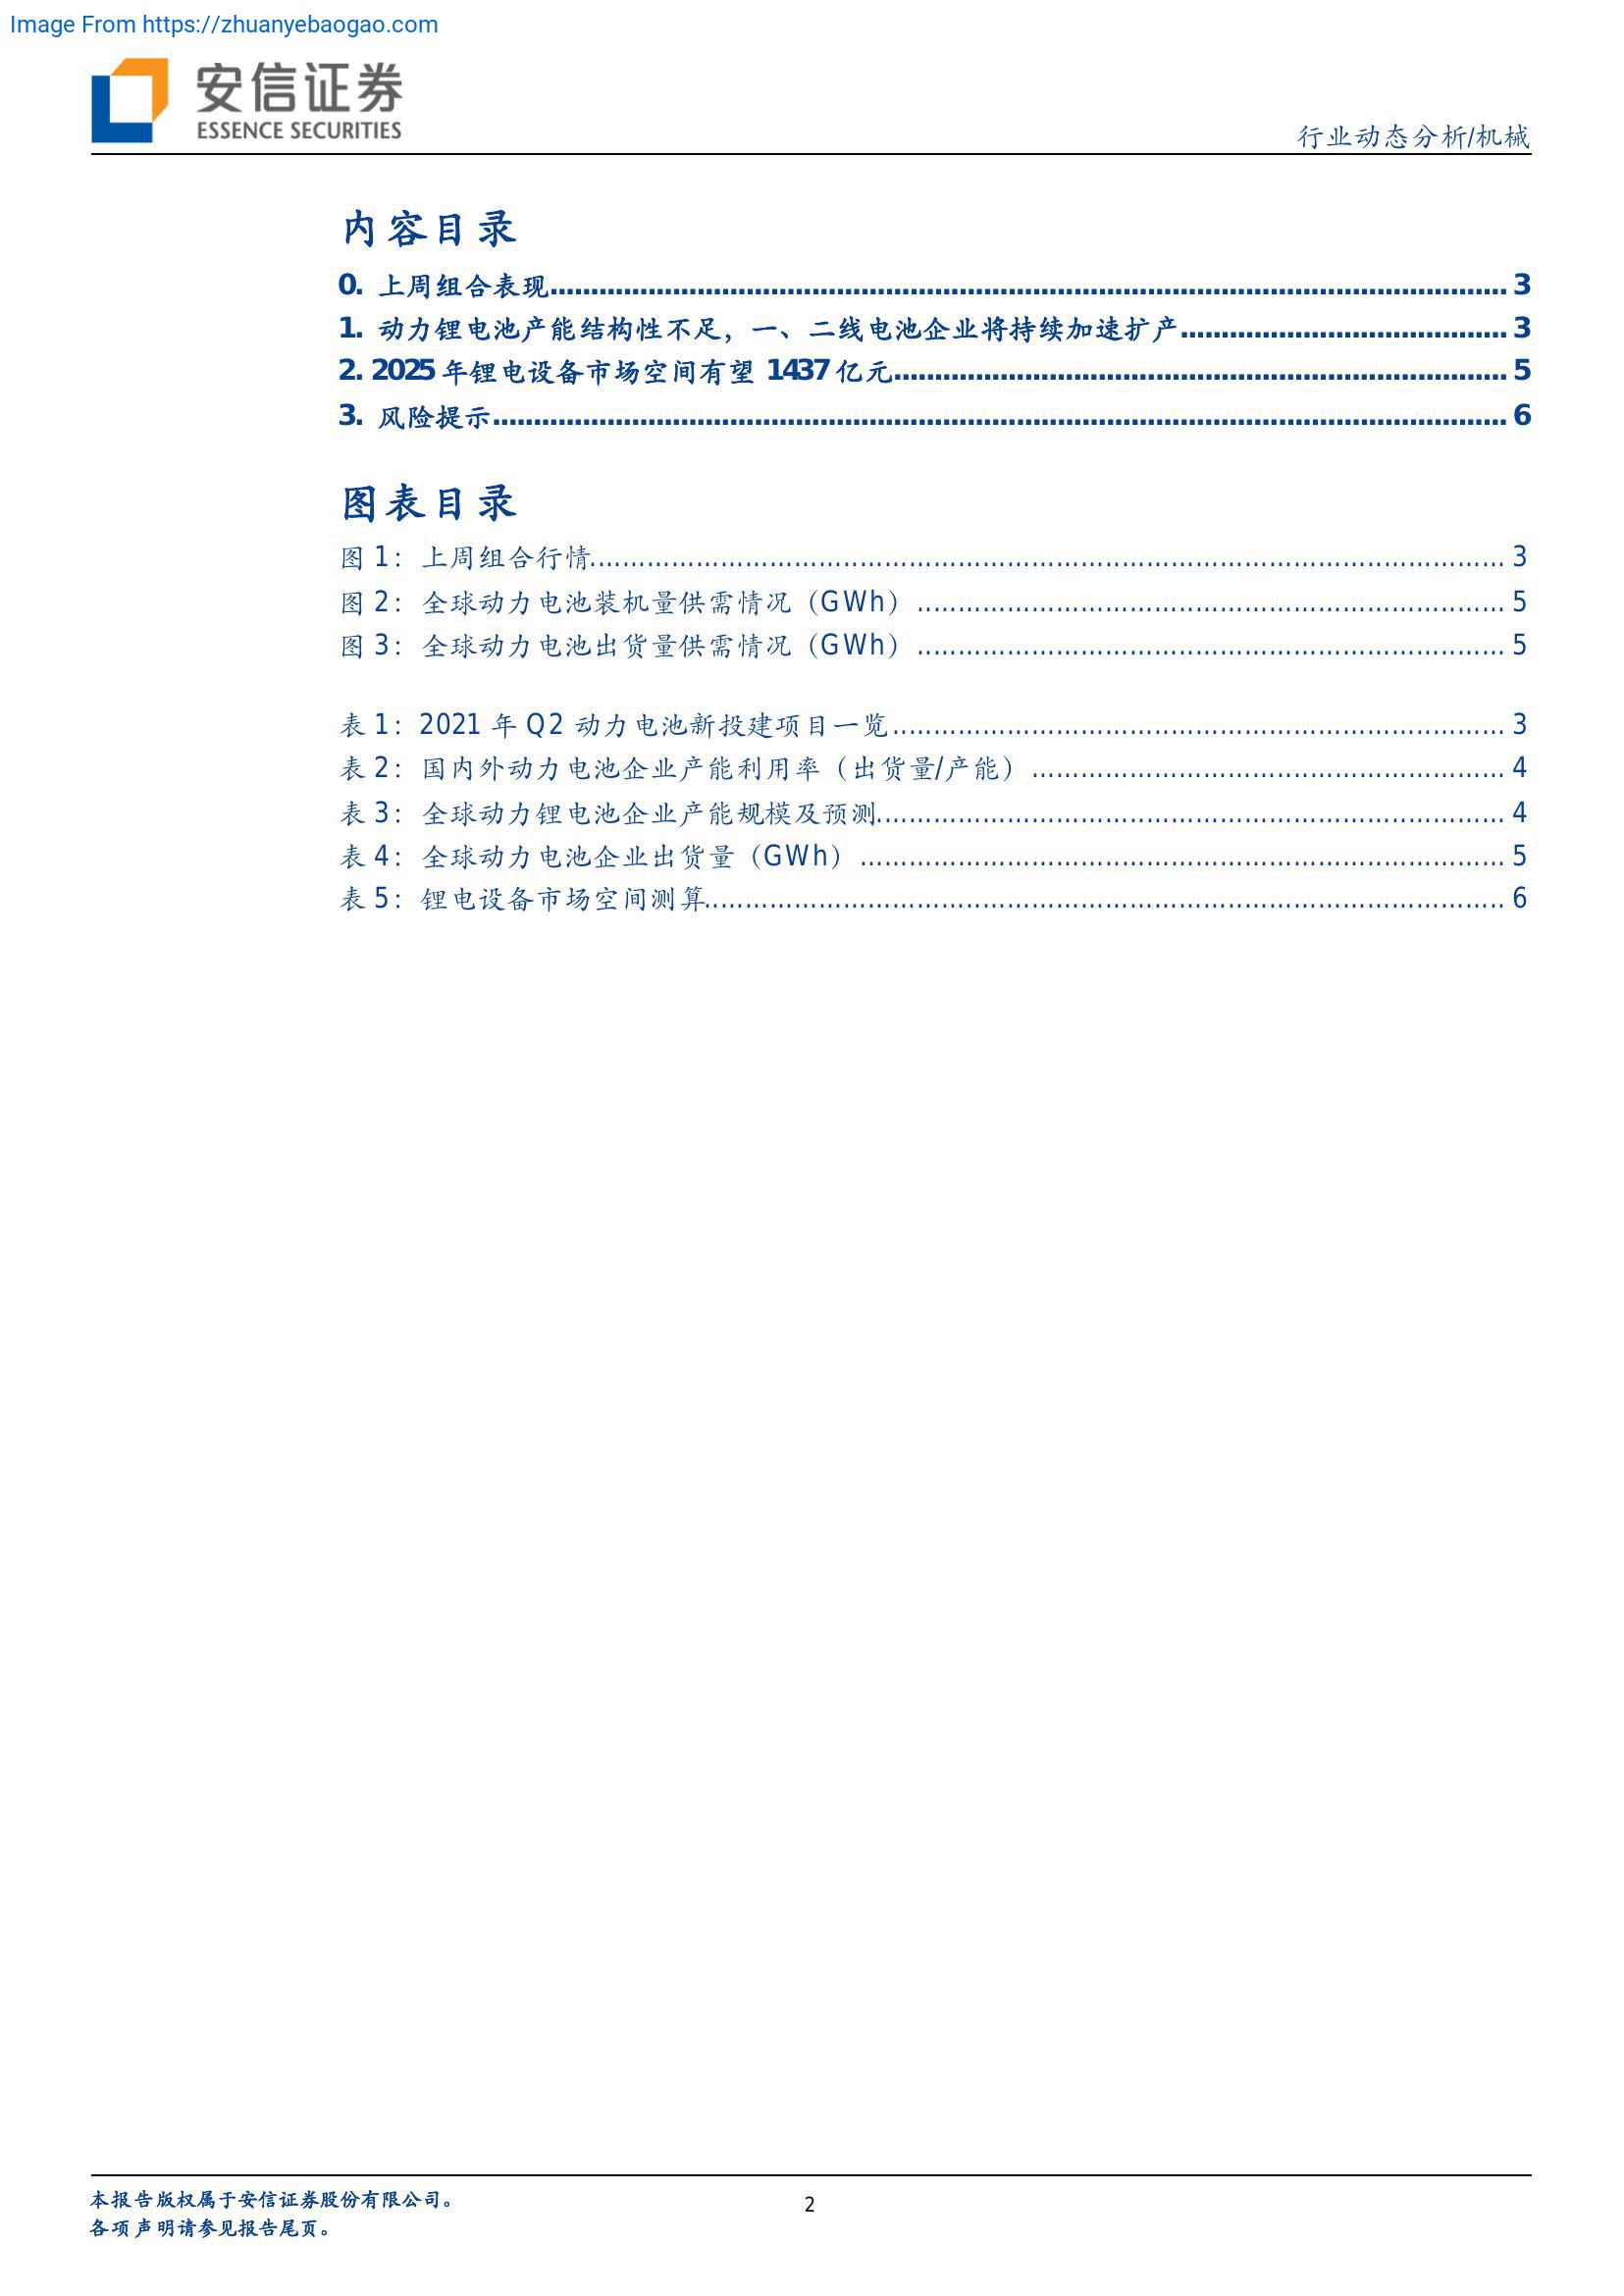 Image From https://zhuanyebaogao.com
安信证券
ESSENCE SECURITIES
行业动态分析/机械
内容目录
0. 上周组合表现 3
1. 动力锂电池产能结构性不足，一、二线电池企业将持续加速扩产 3
2. 2025 年锂电设备市场空间有望 1437 亿元 5
3. 风险提示 6
图表目录
图 1：上周组合行情 3
图 2：全球动力电池装机量供需情况（GWh） 5
图 3：全球动力电池出货量供需情况（GWh） 5
表 1：2021 年 Q2 动力电池新投建项目一览 3
表 2：国内外动力电池企业产能利用率（出货量/产能） 4
表 3：全球动力锂电池企业产能规模及预测 4
表 4：全球动力电池企业出货量（GWh） 5
表 5：锂电设备市场空间测算 6
本报告版权属于安信证券股份有限公司。
各项声明请参见报告尾页。
2